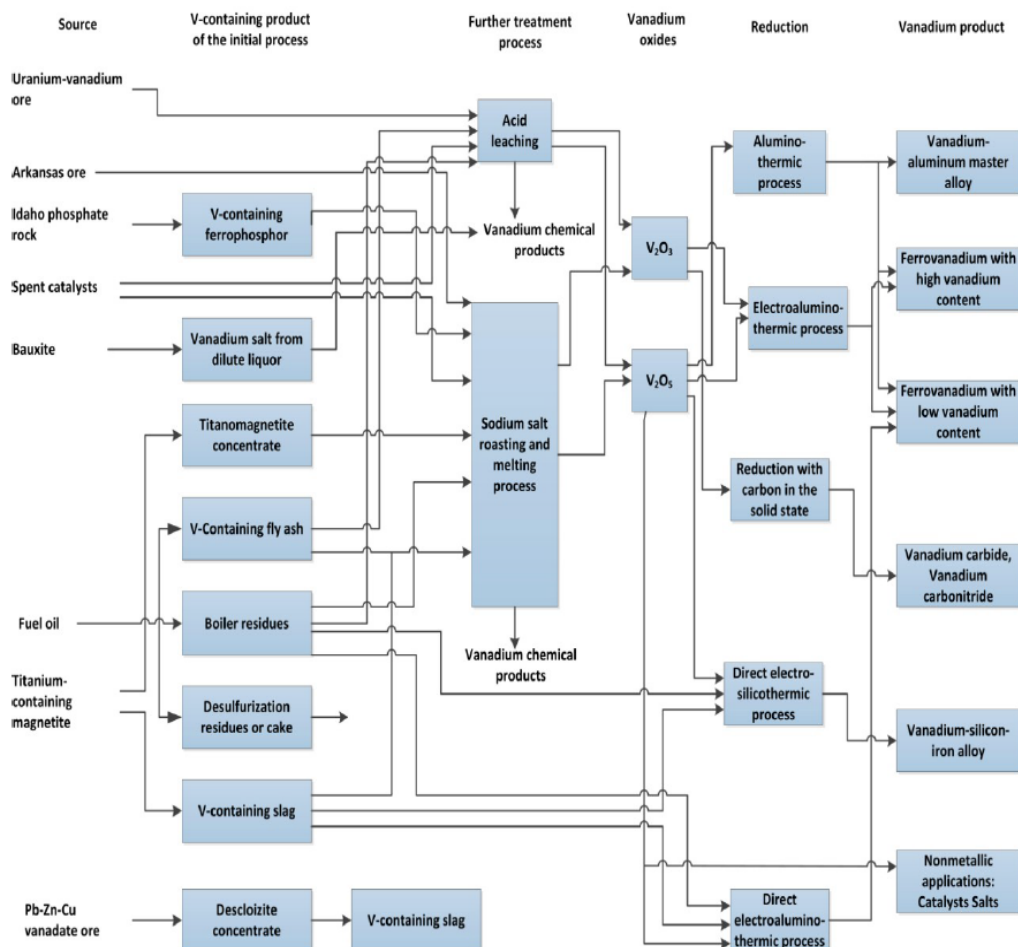 Source
V-containing product
of the initial process
Further treatment
process
Vanadium
oxides
Reduction
Vanadium product
Uranium-vanadium
ore
Acid
leaching
Alumino-
thermic
process
Vanadium-
aluminum master
alloy
Arkansas ore
Idaho phosphate
rock
V-containing
ferrophosphor
Vanadium chemical
products
V₂O₃
Ferrovanadium with
high vanadium
content
Spent catalysts
Electroalumino-
thermic process
Bauxite
Vanadium salt from
dilute liquor
V₂O₅
Ferrovanadium with
low vanadium
content
Titanomagnetite
concentrate
Sodium salt
roasting and
melting
process
Reduction with
carbon in the
solid state
V-Containing fly ash
Vanadium carbide,
Vanadium
carbonitride
Fuel oil
Boiler residues
Vanadium chemical
products
Titanium-
containing
magnetite
Desulfurization
residues or cake
Direct electro-
silicothermic
process
Vanadium-silicon-
iron alloy
V-containing slag
Nonmetallic
applications:
Catalysts Salts
Pb-Zn-Cu
vanadate ore
Descloizite
concentrate
V-containing slag
Direct
electroalumino-
thermic process